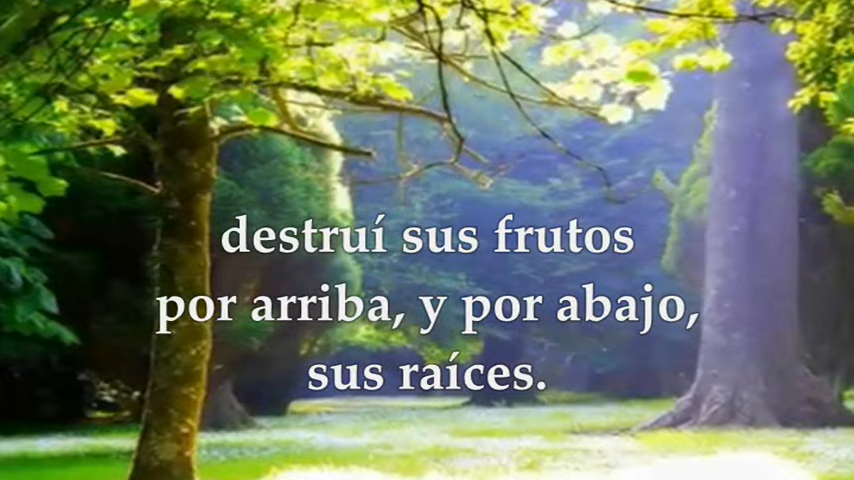 destruí sus frutos
por arriba, y por abajo,
sus raíces.